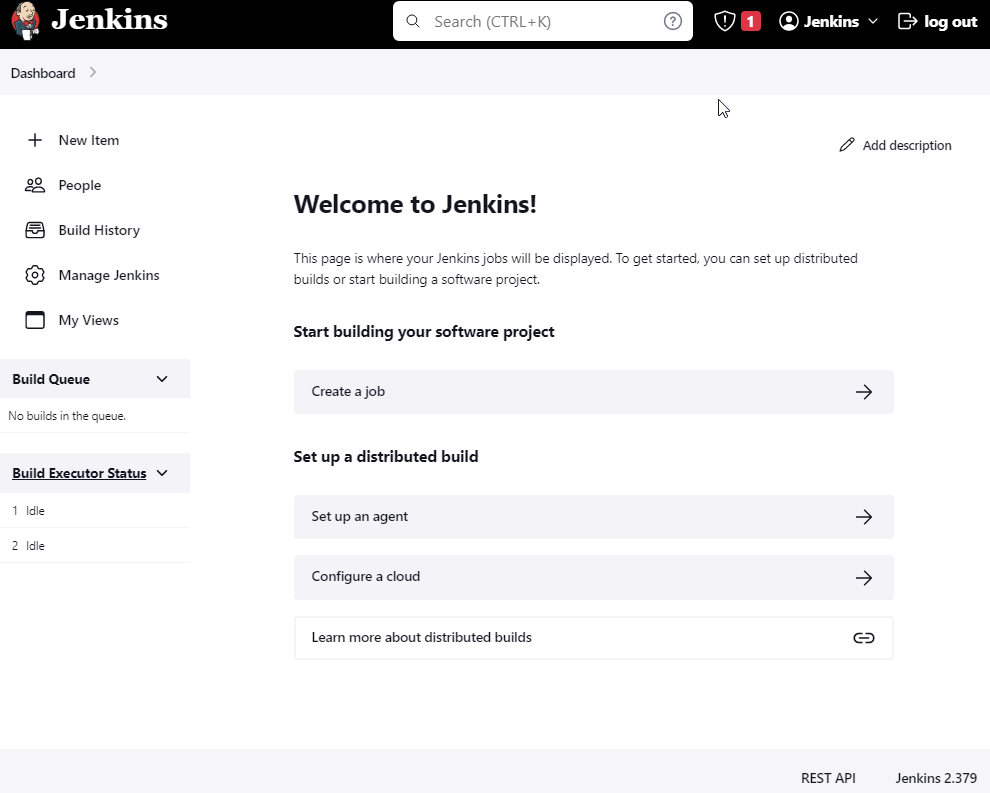 Jenkins
Search (CTRL+K)
1
Jenkins
log out
Dashboard
New Item
People
Build History
Manage Jenkins
My Views
Build Queue
No builds in the queue.
Build Executor Status
1 Idle
2 Idle
Add description
Welcome to Jenkins!
This page is where your Jenkins jobs will be displayed. To get started, you can set up distributed
builds or start building a software project.
Start building your software project
Create a job
Set up a distributed build
Set up an agent
Configure a cloud
Learn more about distributed builds
REST API
Jenkins 2.379